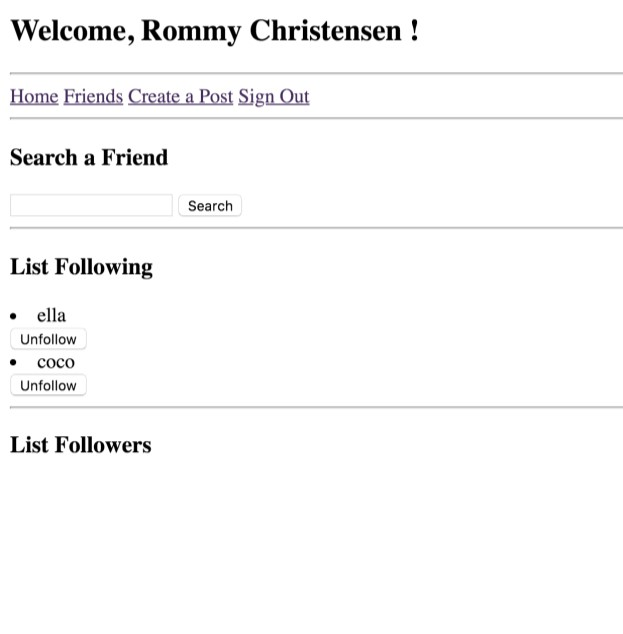 Welcome, Rommy Christensen !
Home Friends Create a Post Sign Out
Search a Friend
Search
List Following
• ella
Unfollow
• coco
Unfollow
List Followers